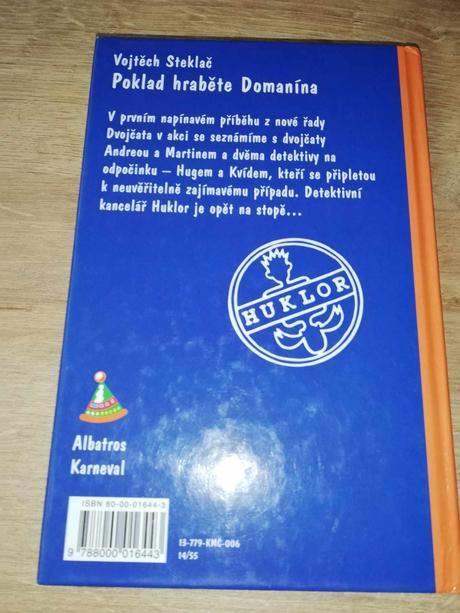 Vojtěch Steklač
Poklad hraběte Domanína
V prvním napínavém příběhu z nové řady
Dvojčata v akci se seznámíme s dvojčaty
Andreou a Martinem a dvěma detektivy na
odpočinku – Hugem a Kvídem, kteří se připletou
k neuvěřitelně zajímavému případu. Detektivní
kancelář Huklor je opět na stopě...
HUKLOR
Albatros
Karneval
ISBN 80-00-01644-3
9 788000 016443
13-779-KMČ-006
14/55